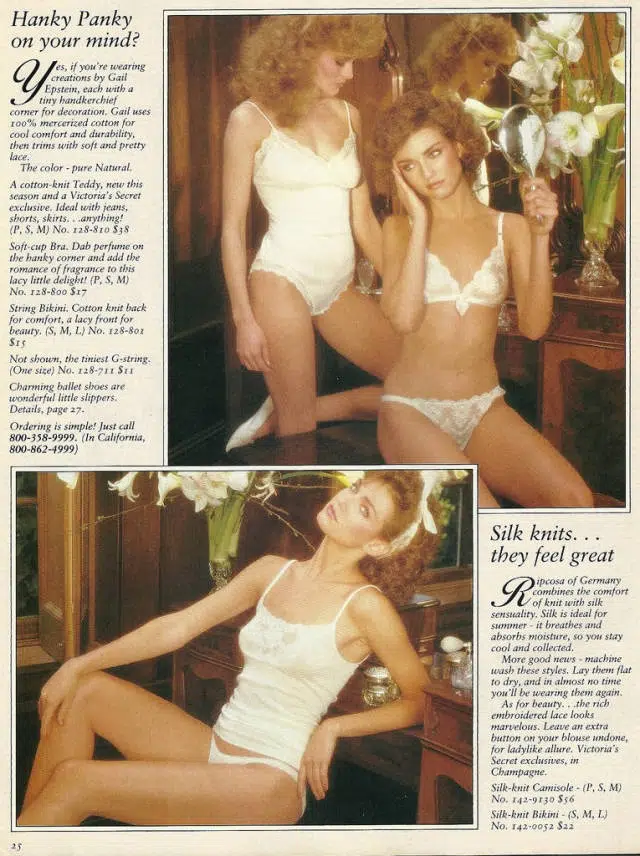 Hanky Panky
on your mind?
Yes, if you're wearing
creations by Gail
Epstein, each with a
tiny handkerchief
corner for decoration. Gail uses
100% mercerized cotton for
cool comfort and durability,
then trims with soft and pretty
lace.
The color - pure Natural.
A cotton-knit Teddy, new this
season and a Victoria's Secret
exclusive. Ideal with jeans,
shorts, skirts. . .anything!
(P, S, M) No. 128-810 $38
Soft-cup Bra. Dab perfume on
the hanky corner and add the
romance of fragrance to this
lacy little delight! (P, S, M)
No. 128-800 $17
String Bikini. Cotton knit back
for comfort, a lacy front for
beauty. (S, M, L) No. 128-801
$15
Not shown, the tiniest G-string.
(One size) No. 128-711 $11
Charming ballet shoes are
wonderful little slippers.
Details, page 27.
Ordering is simple! Just call
800-358-9999. (In California,
800-862-4999)
Silk knits. . .
they feel great
Ripcosa of Germany
combines the comfort
of knit with silk
sensuality. Silk is ideal for
summer - it breathes and
absorbs moisture, so you stay
cool and collected.
More good news - machine
wash these styles. Lay them flat
to dry, and in almost no time
you'll be wearing them again.
As for beauty. . .the rich
embroidered lace looks
marvelous. Leave an extra
button on your blouse undone,
for ladylike allure. Victoria's
Secret exclusives, in
Champagne.
Silk-knit Camisole - (P, S, M)
No. 142-9130 $56
Silk-knit Bikini - (S, M, L)
No. 142-0052 $22
25